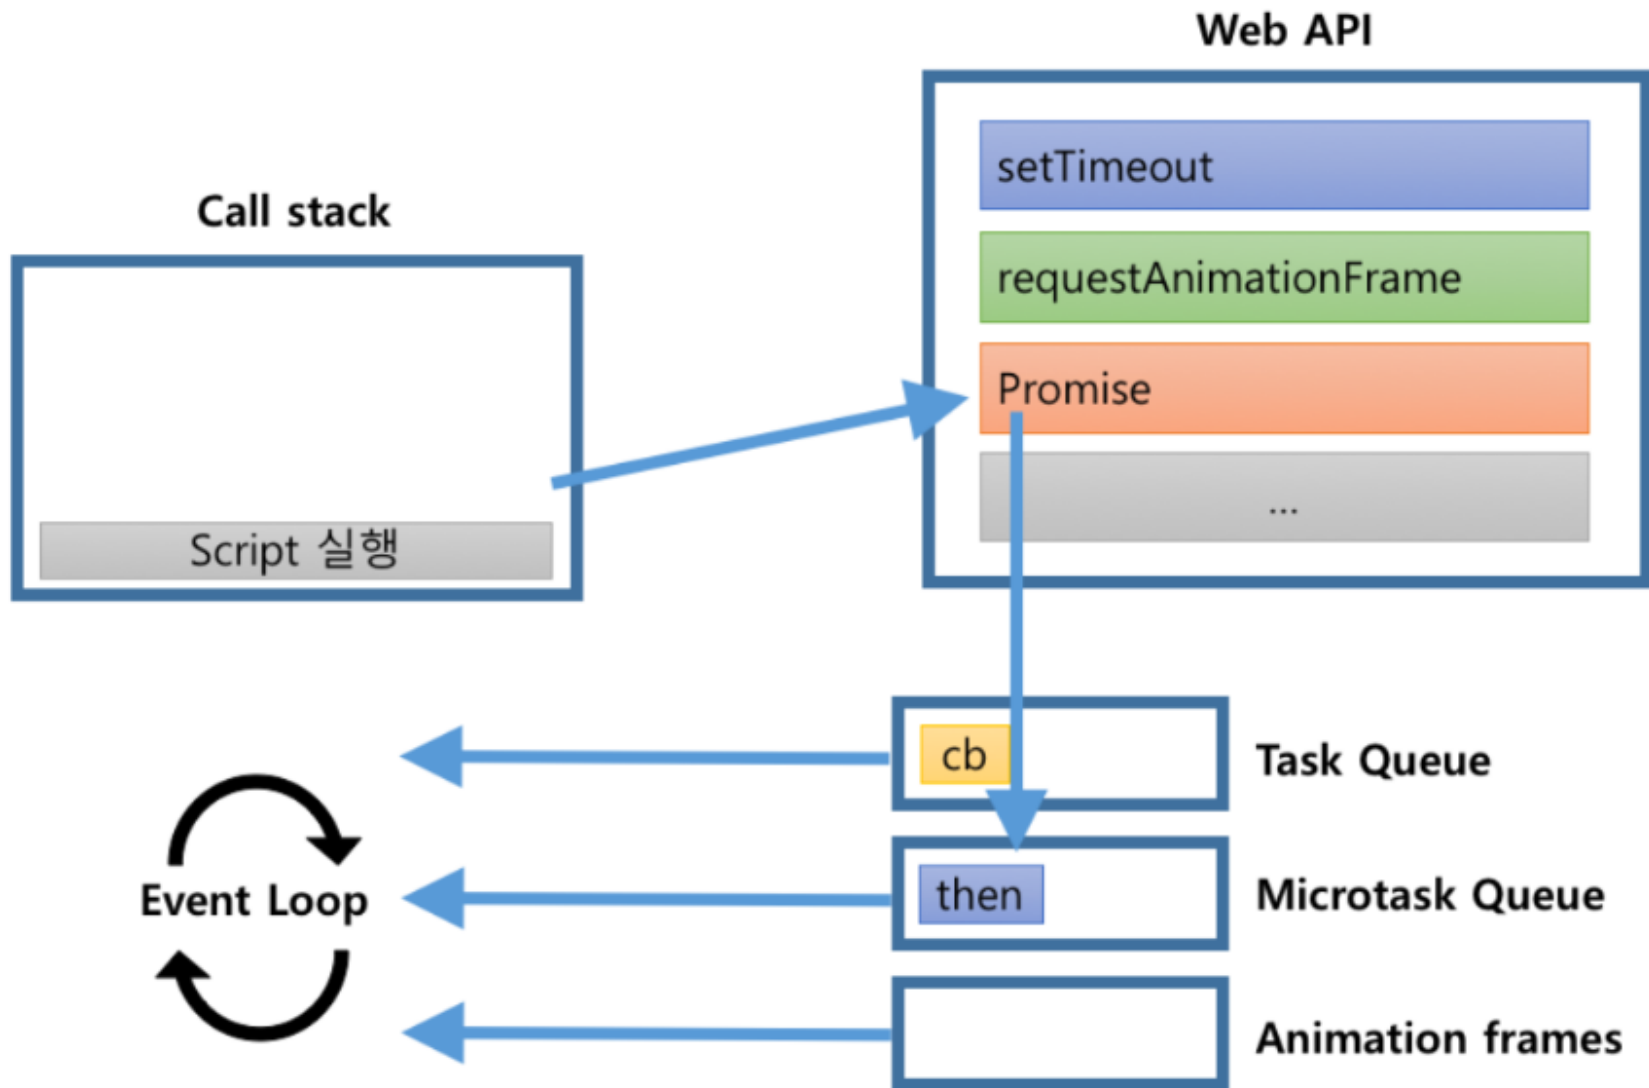 Web API
setTimeout
Call stack
requestAnimationFrame
Promise
...
Script 실행
cb
Task Queue
Event Loop
then
Microtask Queue
Animation frames